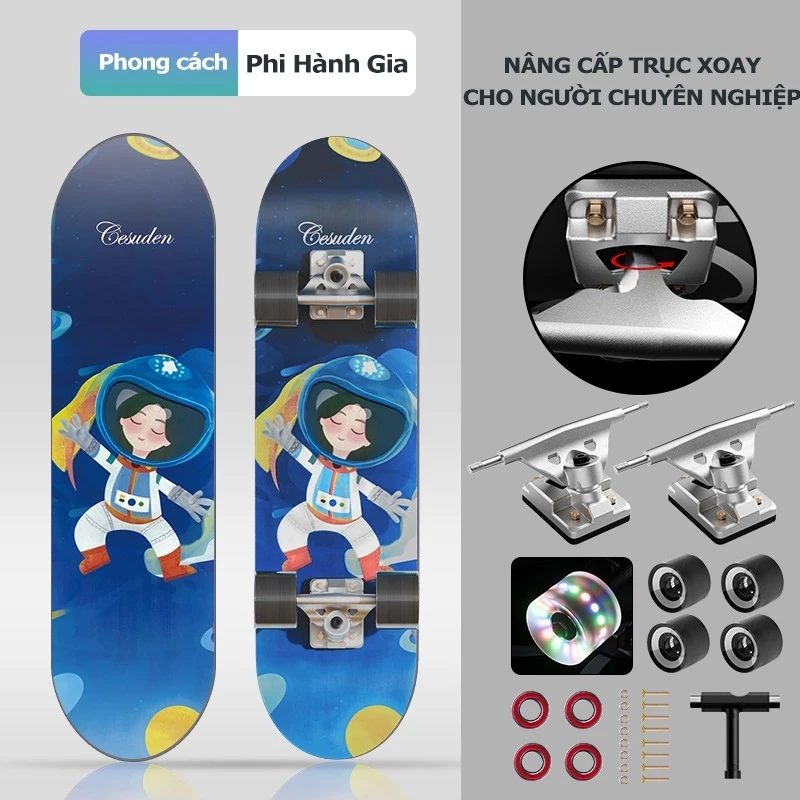 Phong cách Phi Hành Gia
NÂNG CẤP TRỤC XOAY
CHO NGƯỜI CHUYÊN NGHIỆP
Cesuden
Cesuden